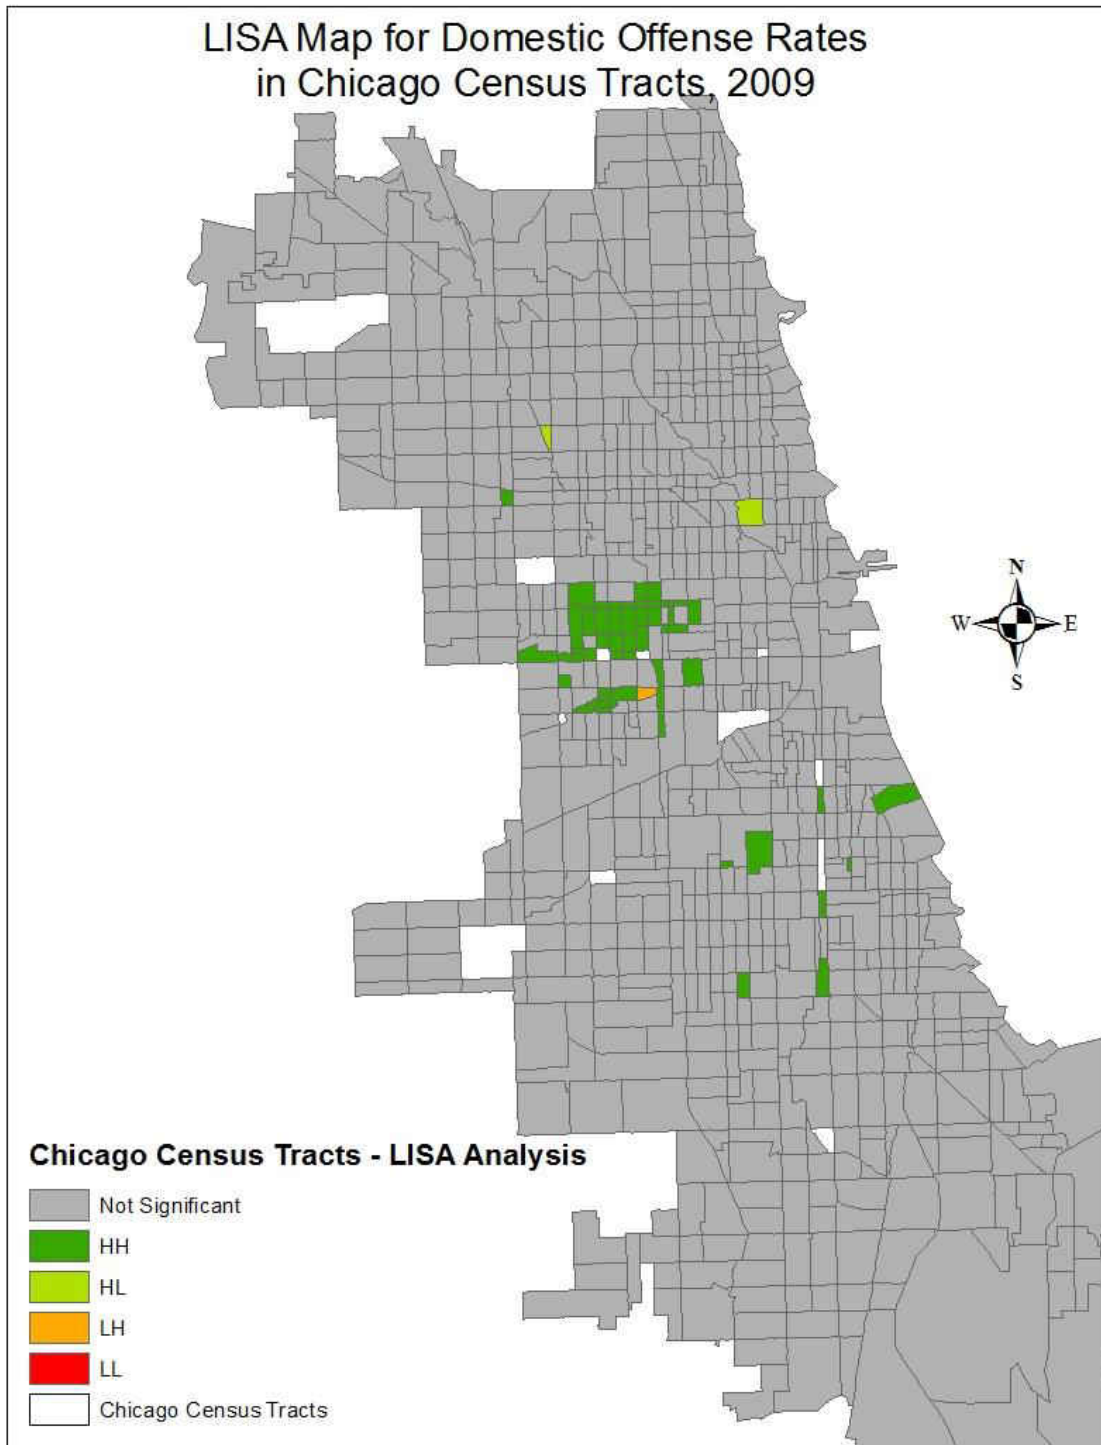 LISA Map for Domestic Offense Rates
in Chicago Census Tracts, 2009
N
W
E
S
Chicago Census Tracts - LISA Analysis
Not Significant
HH
HL
LH
LL
Chicago Census Tracts